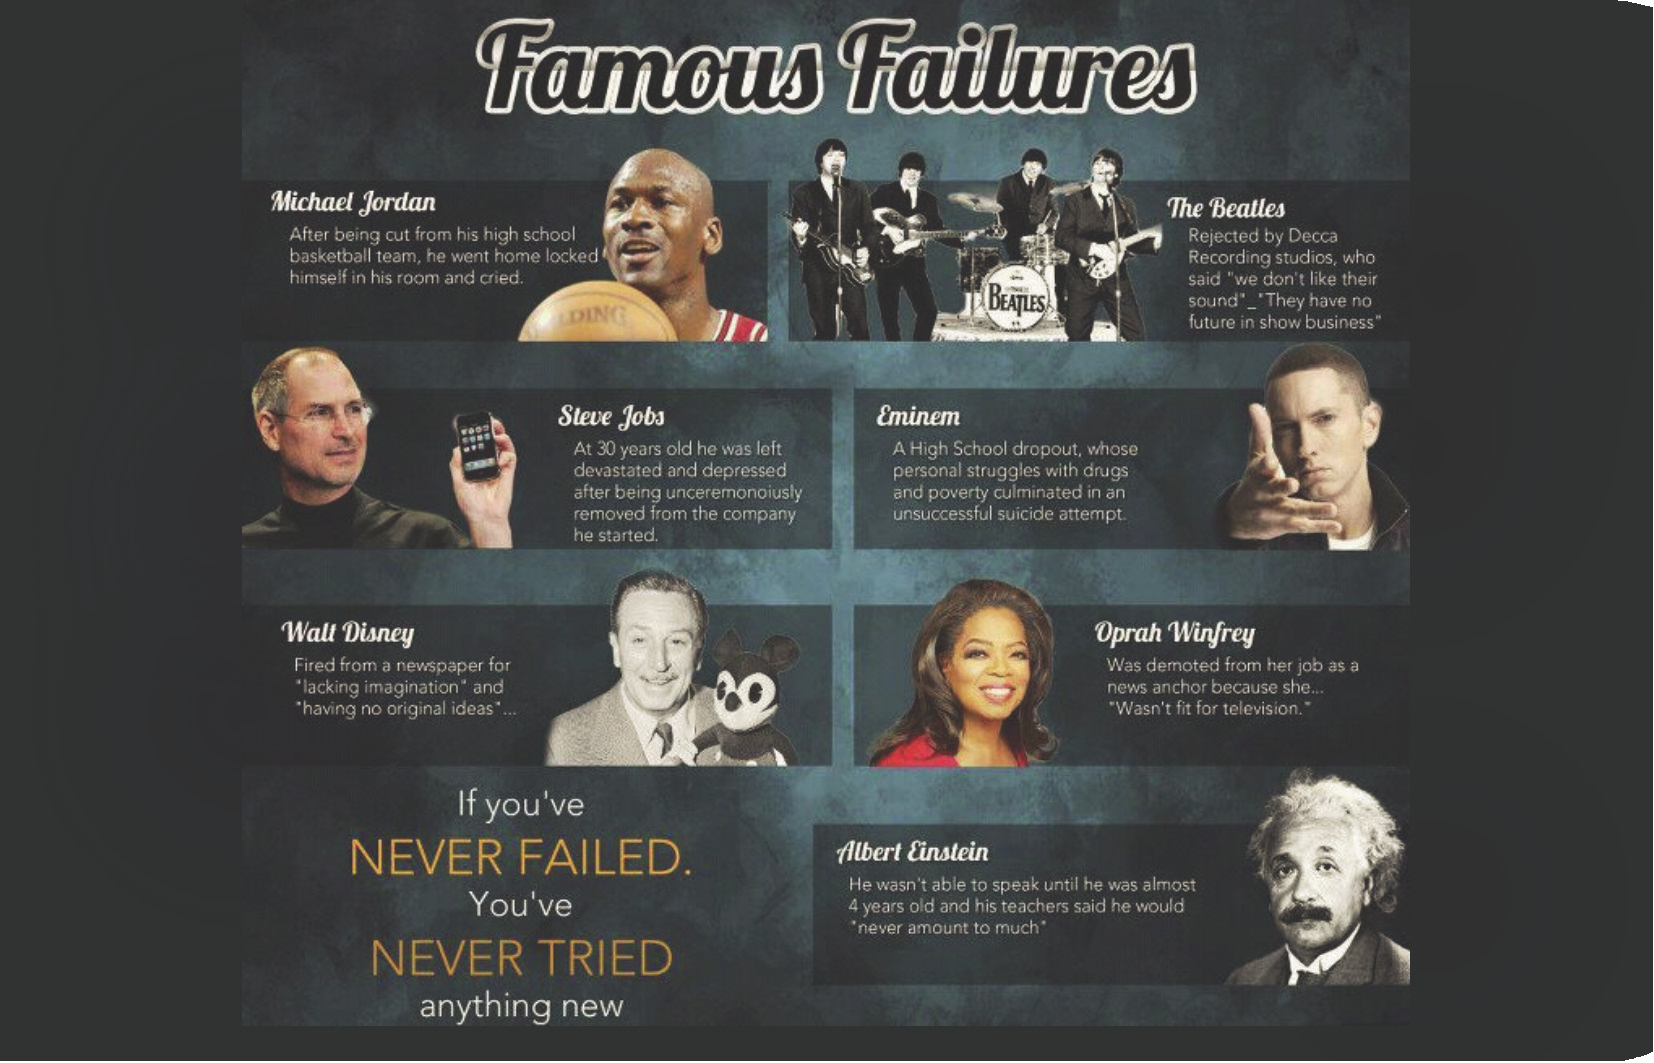 Famous Failures
Michael Jordan
After being cut from his high school
basketball team, he went home locked
himself in his room and cried.
LDING
BEATLES
The Beatles
Rejected by Decca
Recording studios, who
said "we don't like their
sound"_"They have no
future in show business"
Steve Jobs
At 30 years old he was left
devastated and depressed
after being unceremonoiusly
removed from the company
he started.
Eminem
A High School dropout, whose
personal struggles with drugs
and poverty culminated in an
unsuccessful suicide attempt.
Walt Disney
Fired from a newspaper for
"lacking imagination" and
"having no original ideas"...
Oprah Winfrey
Was demoted from her job as a
news anchor because she...
"Wasn't fit for television."
If you've
NEVER FAILED.
You've
NEVER TRIED
anything new
Albert Einstein
He wasn't able to speak until he was almost
4 years old and his teachers said he would
"never amount to much"